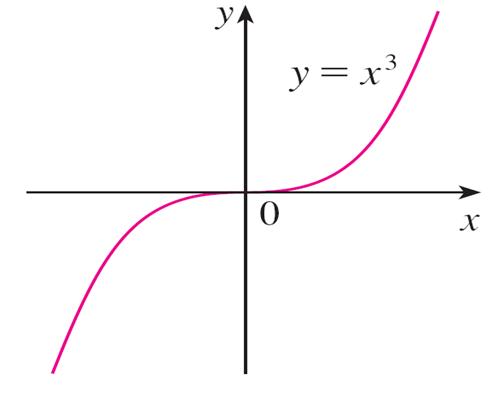 y
y = x³
0
x